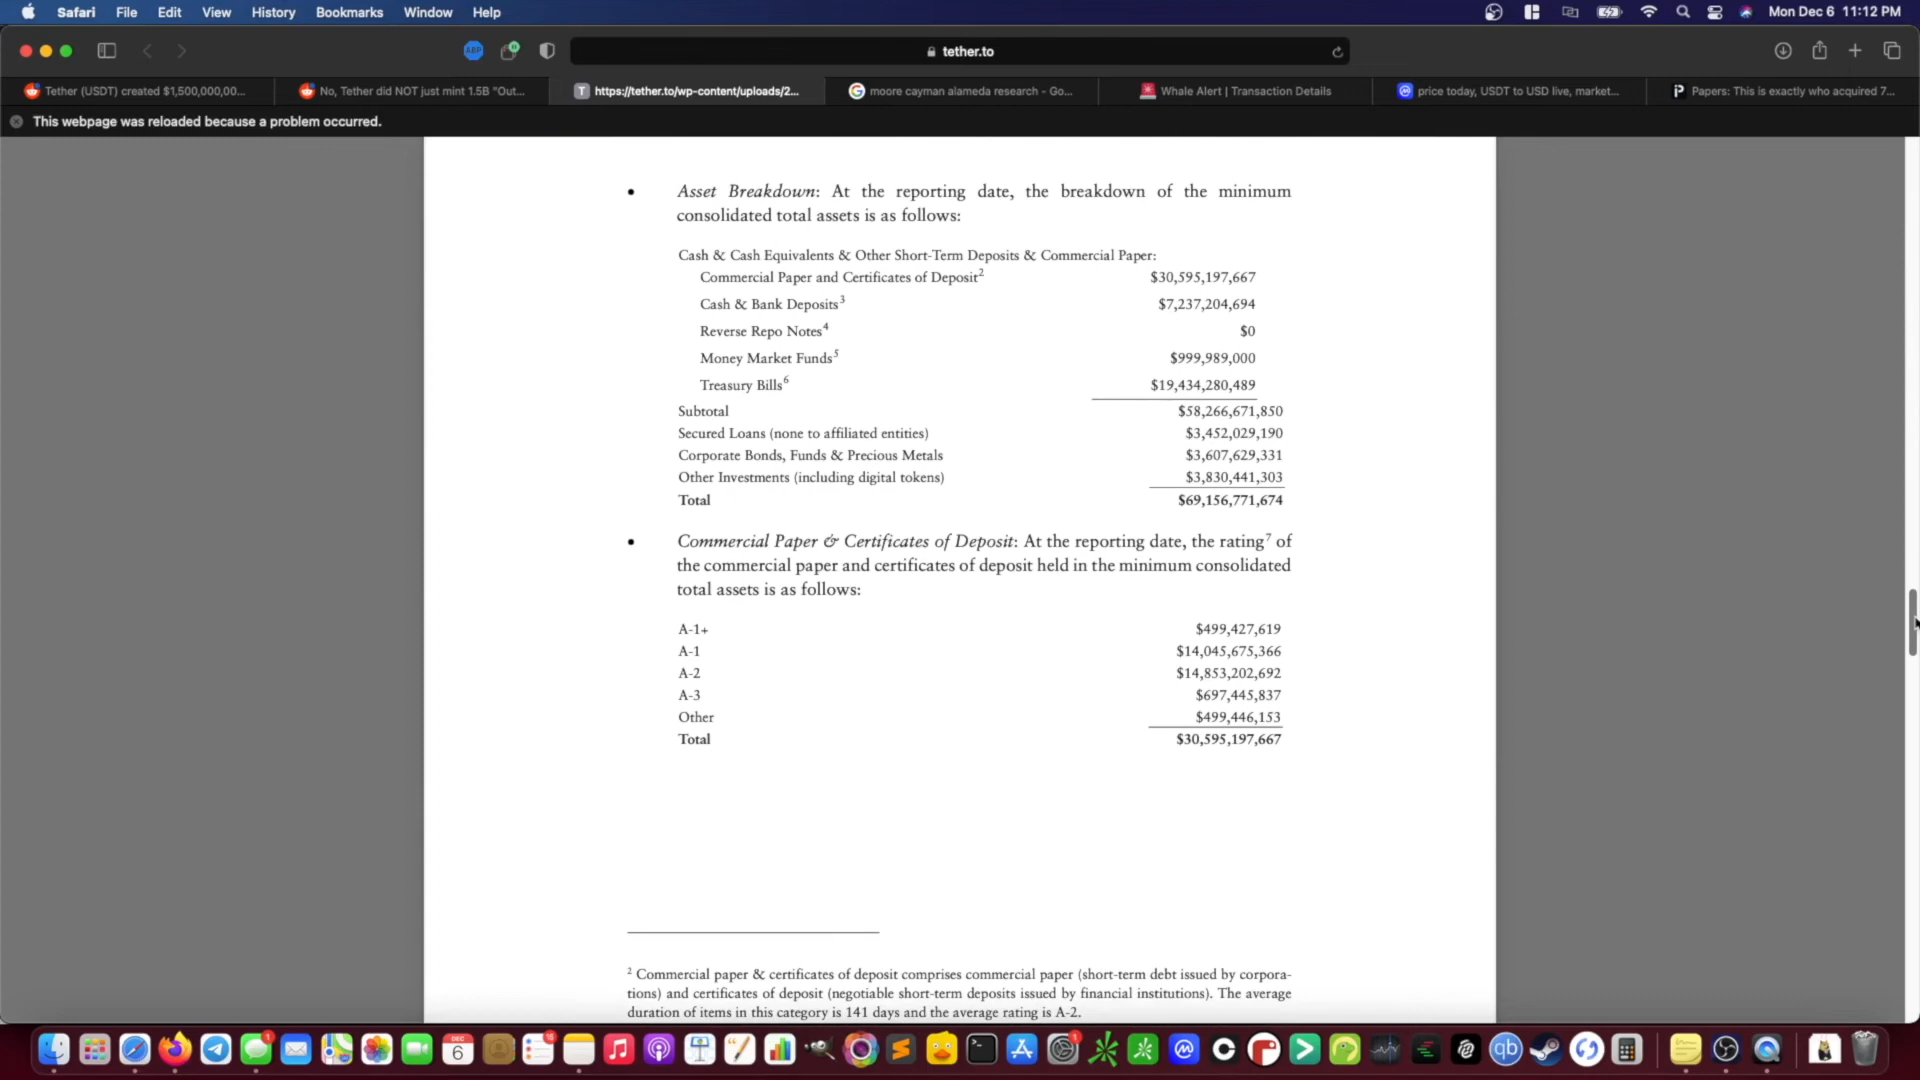 Safari File Edit View History Bookmarks Window Help Mon Dec 6 11:12 PM
tether.to
Tether (USDT) created $1,500,000,00...
No, Tether did NOT just mint 1.5B "Out...
https://tether.to/wp-content/uploads/2...
moore cayman alameda research - Go...
Whale Alert | Transaction Details
price today, USDT to USD live, market...
Papers: This is exactly who acquired 7...
This webpage was reloaded because a problem occurred.
• Asset Breakdown: At the reporting date, the breakdown of the minimum
consolidated total assets is as follows:
Cash & Cash Equivalents & Other Short-Term Deposits & Commercial Paper:
Commercial Paper and Certificates of Deposit2 $30,595,197,667
Cash & Bank Deposits3 $7,237,204,694
Reverse Repo Notes4 $0
Money Market Funds5 $999,989,000
Treasury Bills6 $19,434,280,489
Subtotal $58,266,671,850
Secured Loans (none to affiliated entities) $3,452,029,190
Corporate Bonds, Funds & Precious Metals $3,607,629,331
Other Investments (including digital tokens) $3,830,441,303
Total $69,156,771,674
• Commercial Paper & Certificates of Deposit: At the reporting date, the rating7 of
the commercial paper and certificates of deposit held in the minimum consolidated
total assets is as follows:
A-1+ $499,427,619
A-1 $14,045,675,366
A-2 $14,853,202,692
A-3 $697,445,837
Other $499,446,153
Total $30,595,197,667
2 Commercial paper & certificates of deposit comprises commercial paper (short-term debt issued by corpora-
tions) and certificates of deposit (negotiable short-term deposits issued by financial institutions). The average
duration of items in this category is 141 days and the average rating is A-2.